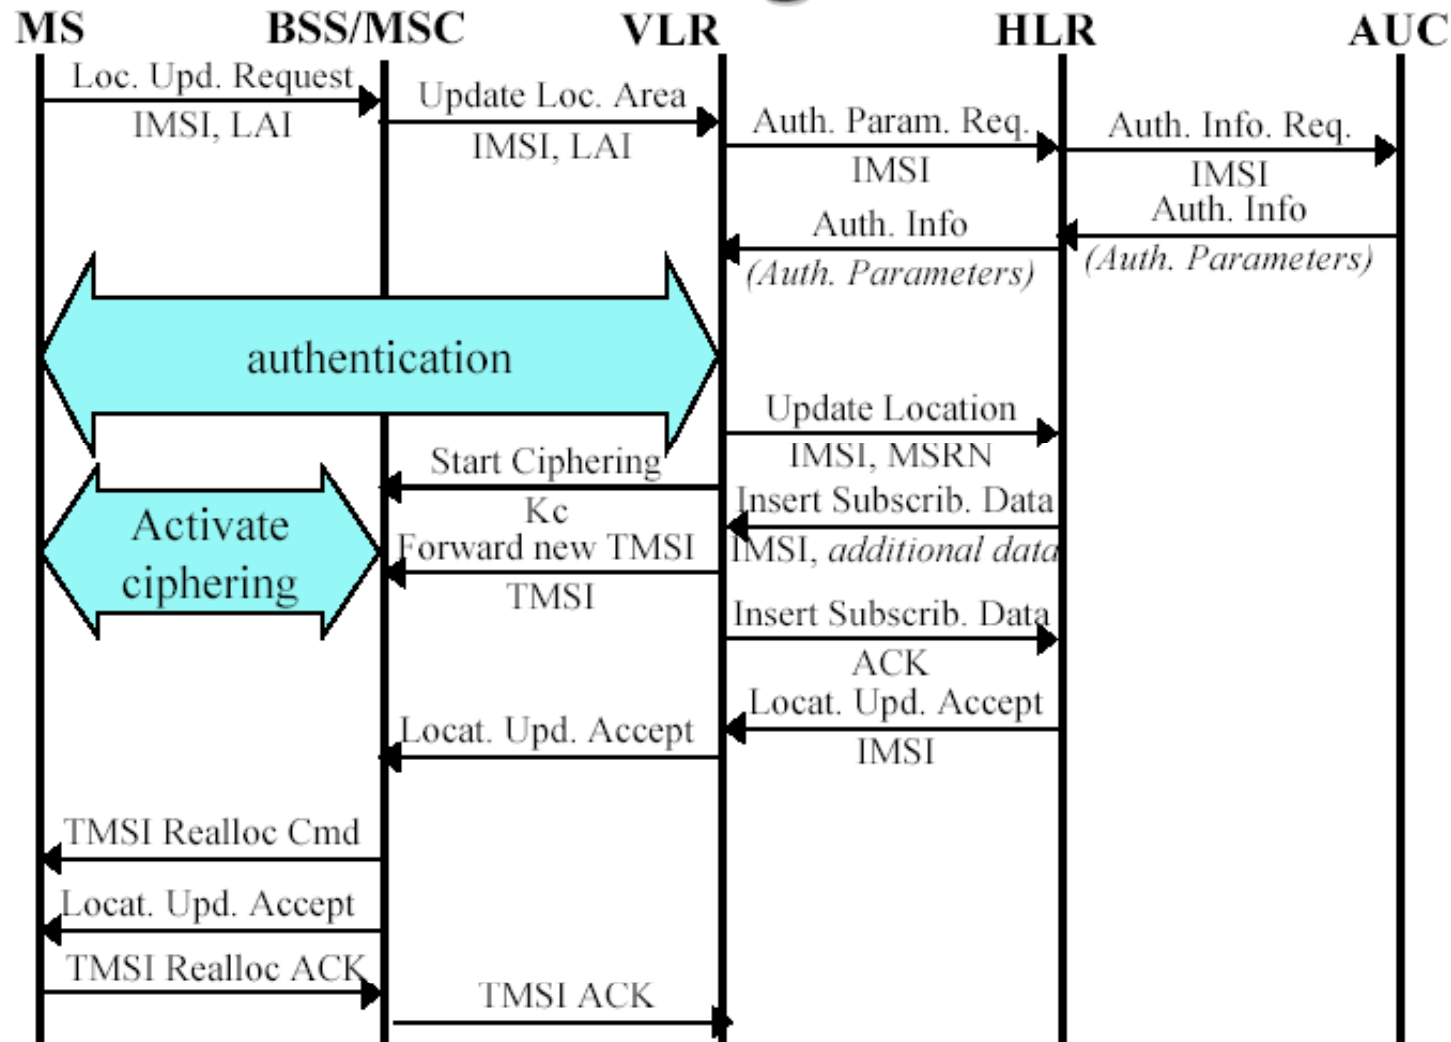 MS BSS/MSC VLR HLR AUC
Loc. Upd. Request
IMSI, LAI
Update Loc. Area
IMSI, LAI
Auth. Param. Req.
IMSI
Auth. Info. Req.
IMSI
Auth. Info
(Auth. Parameters)
Auth. Info
(Auth. Parameters)
authentication
Update Location
IMSI, MSRN
Start Ciphering
Kc
Insert Subscrib. Data
IMSI, additional data
Activate
ciphering
Forward new TMSI
TMSI
Insert Subscrib. Data
ACK
Locat. Upd. Accept
IMSI
Locat. Upd. Accept
TMSI Realloc Cmd
Locat. Upd. Accept
TMSI Realloc ACK
TMSI ACK